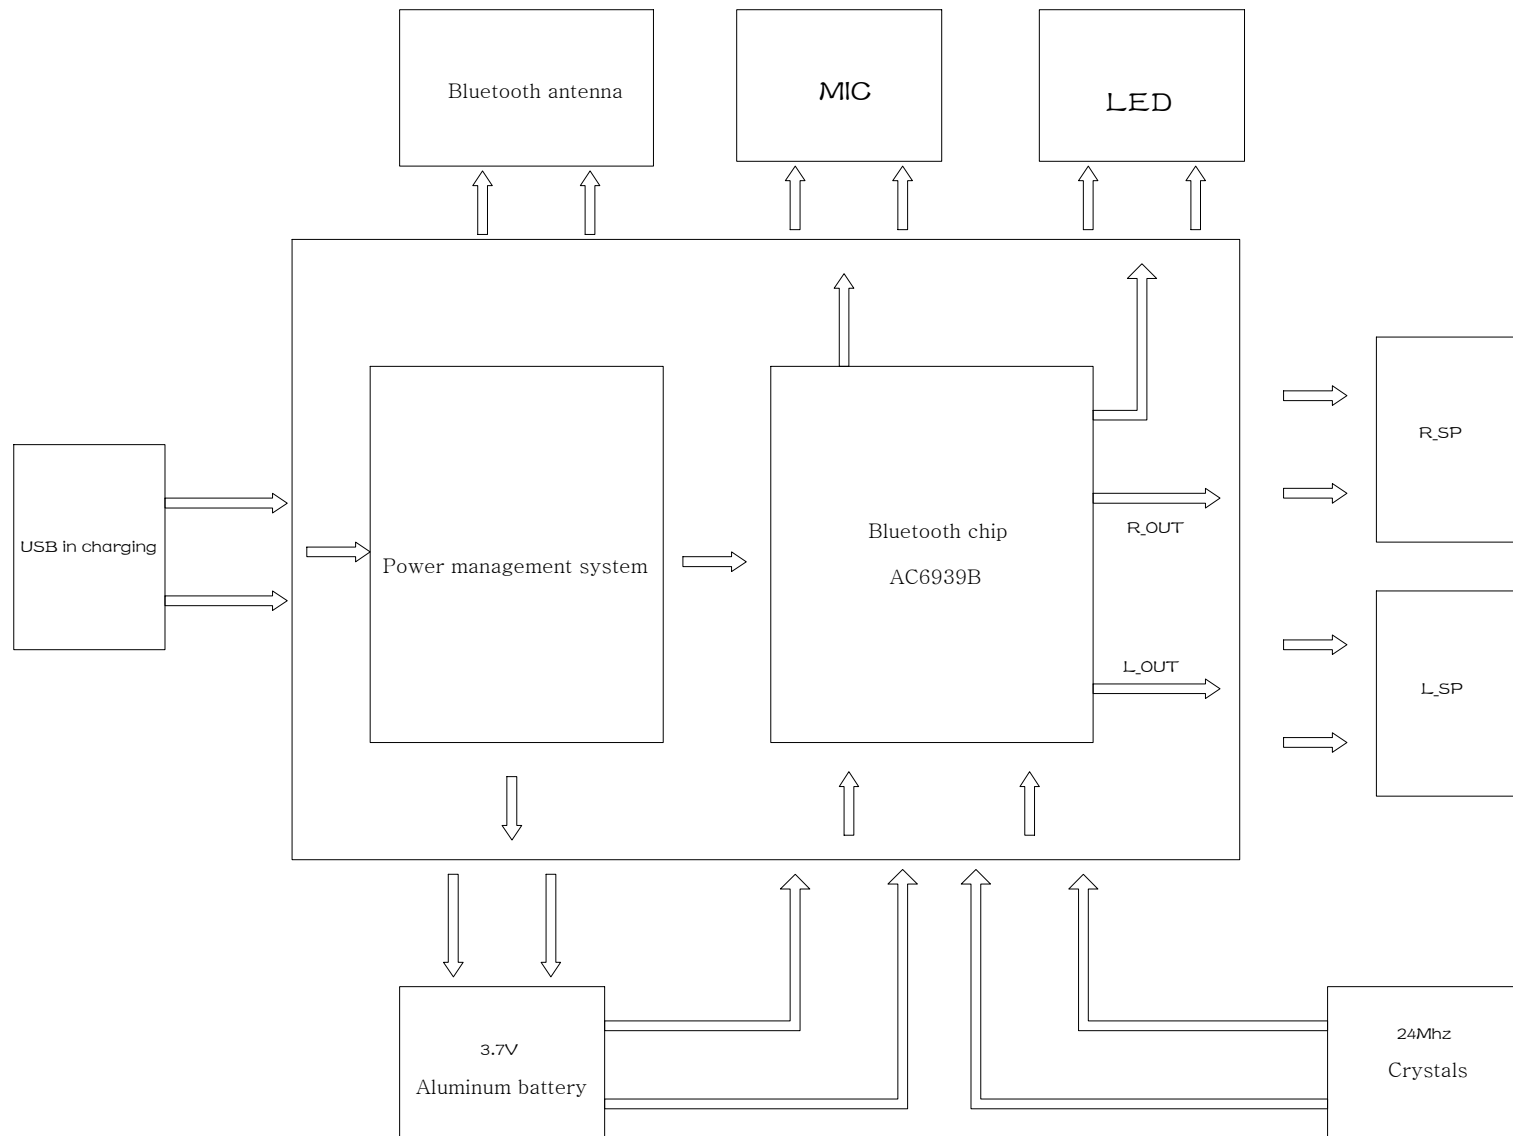 Bluetooth antenna
MIC
LED
R_SP
USB in charging
Power management system
Bluetooth chip
AC6939B
R_OUT
L_OUT
L_SP
3.7V
Aluminum battery
24Mhz
Crystals